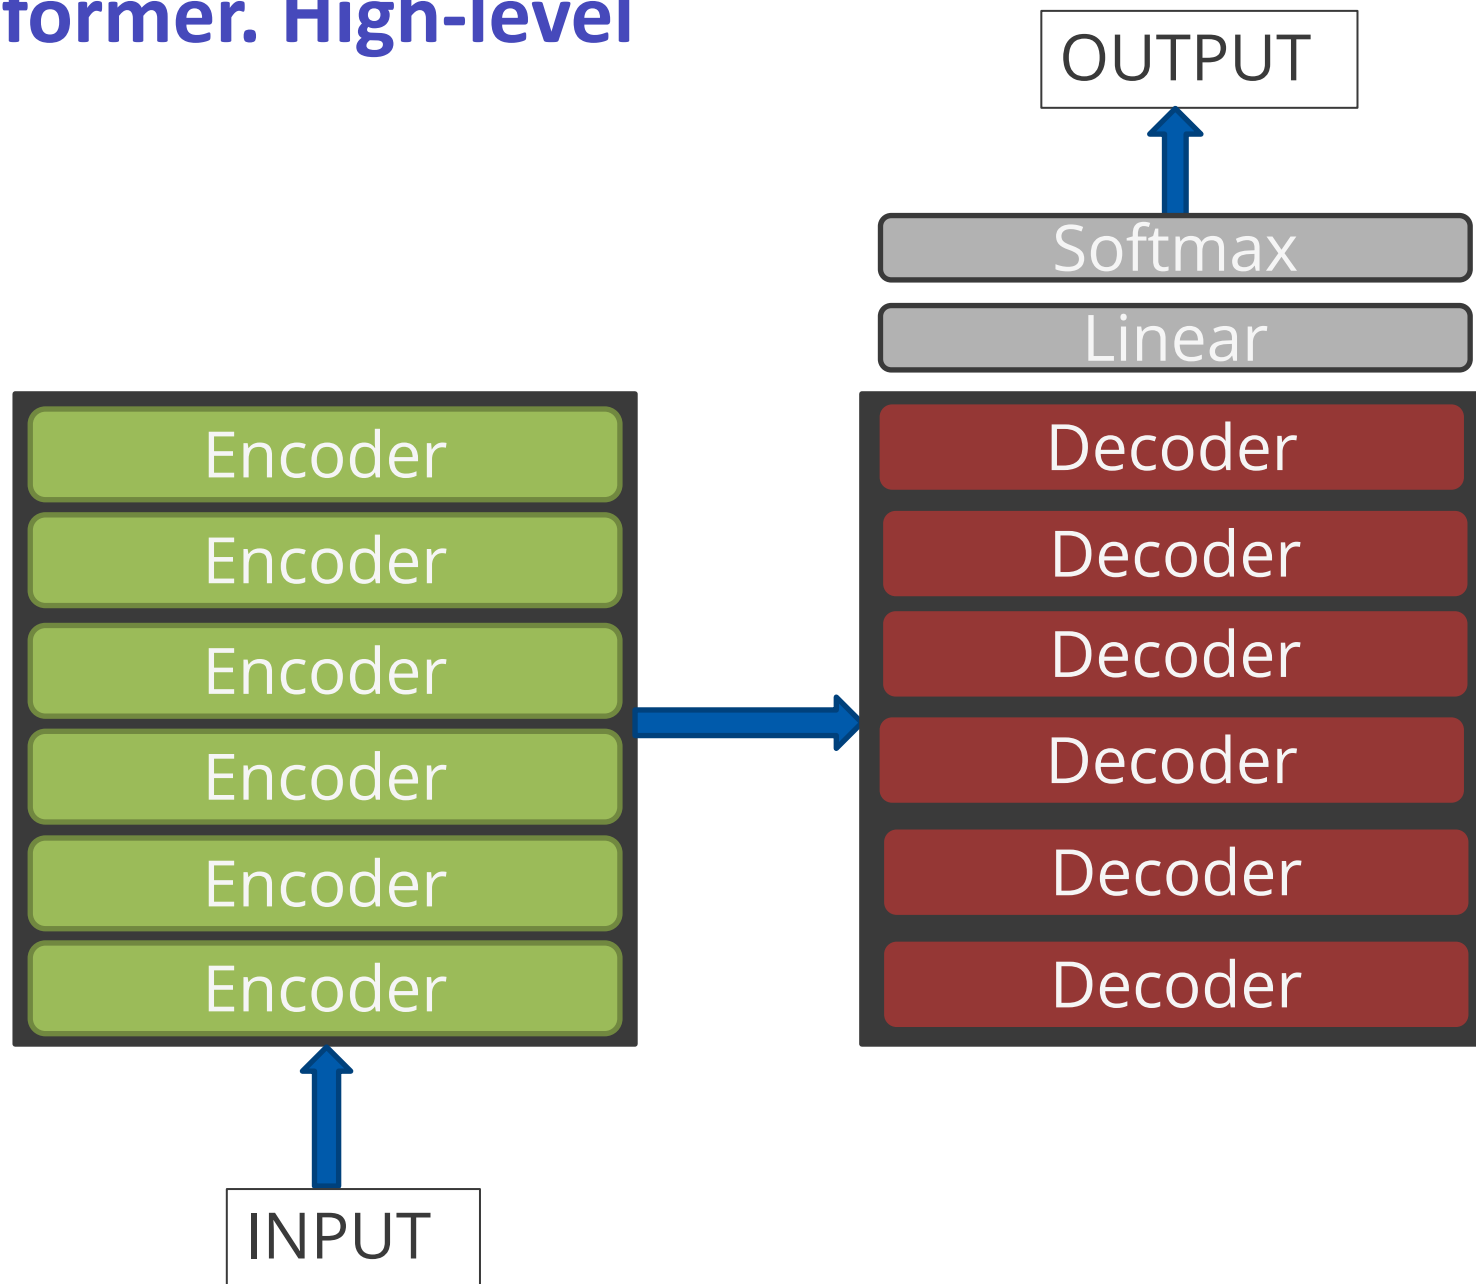 former. High-level
OUTPUT
Softmax
Linear
Encoder
Encoder
Encoder
Encoder
Encoder
Encoder
Decoder
Decoder
Decoder
Decoder
Decoder
Decoder
INPUT